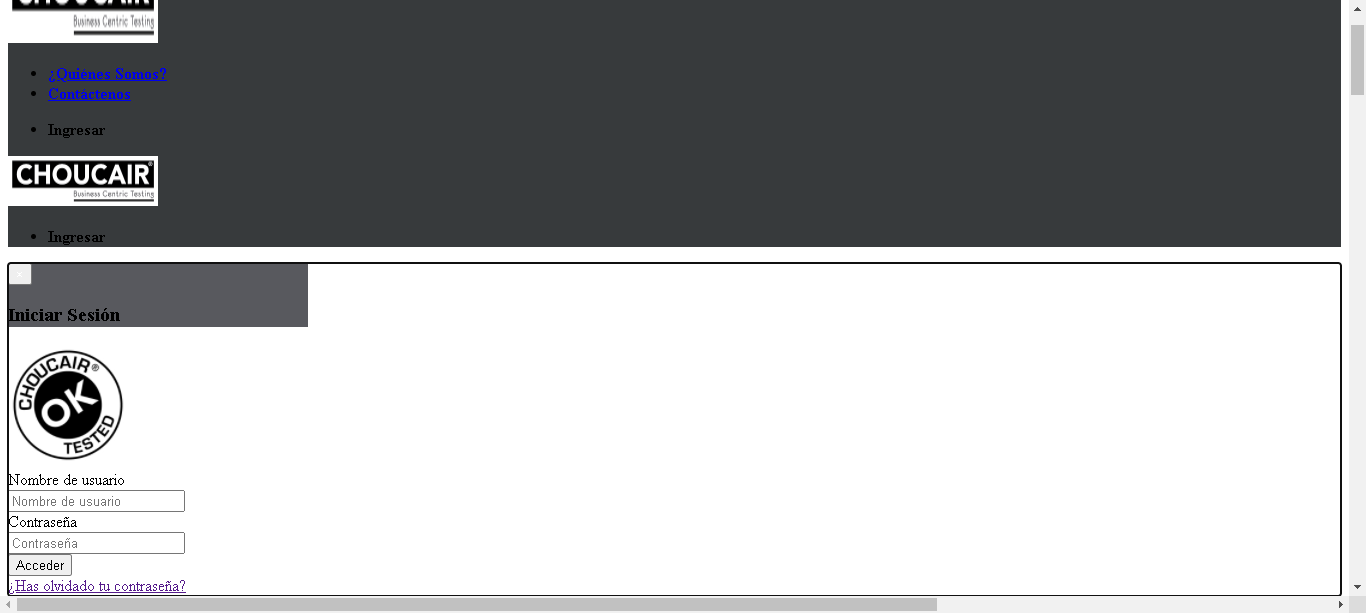 CHOUCAIR
Business Centric Testing
¿Quiénes Somos?
Contáctenos
Ingresar
CHOUCAIR®
Business Centric Testing
Ingresar
×
Iniciar Sesión
CHOUCAIR®
OK
TESTED
Nombre de usuario
Nombre de usuario
Contraseña
Contraseña
Acceder
¿Has olvidado tu contraseña?